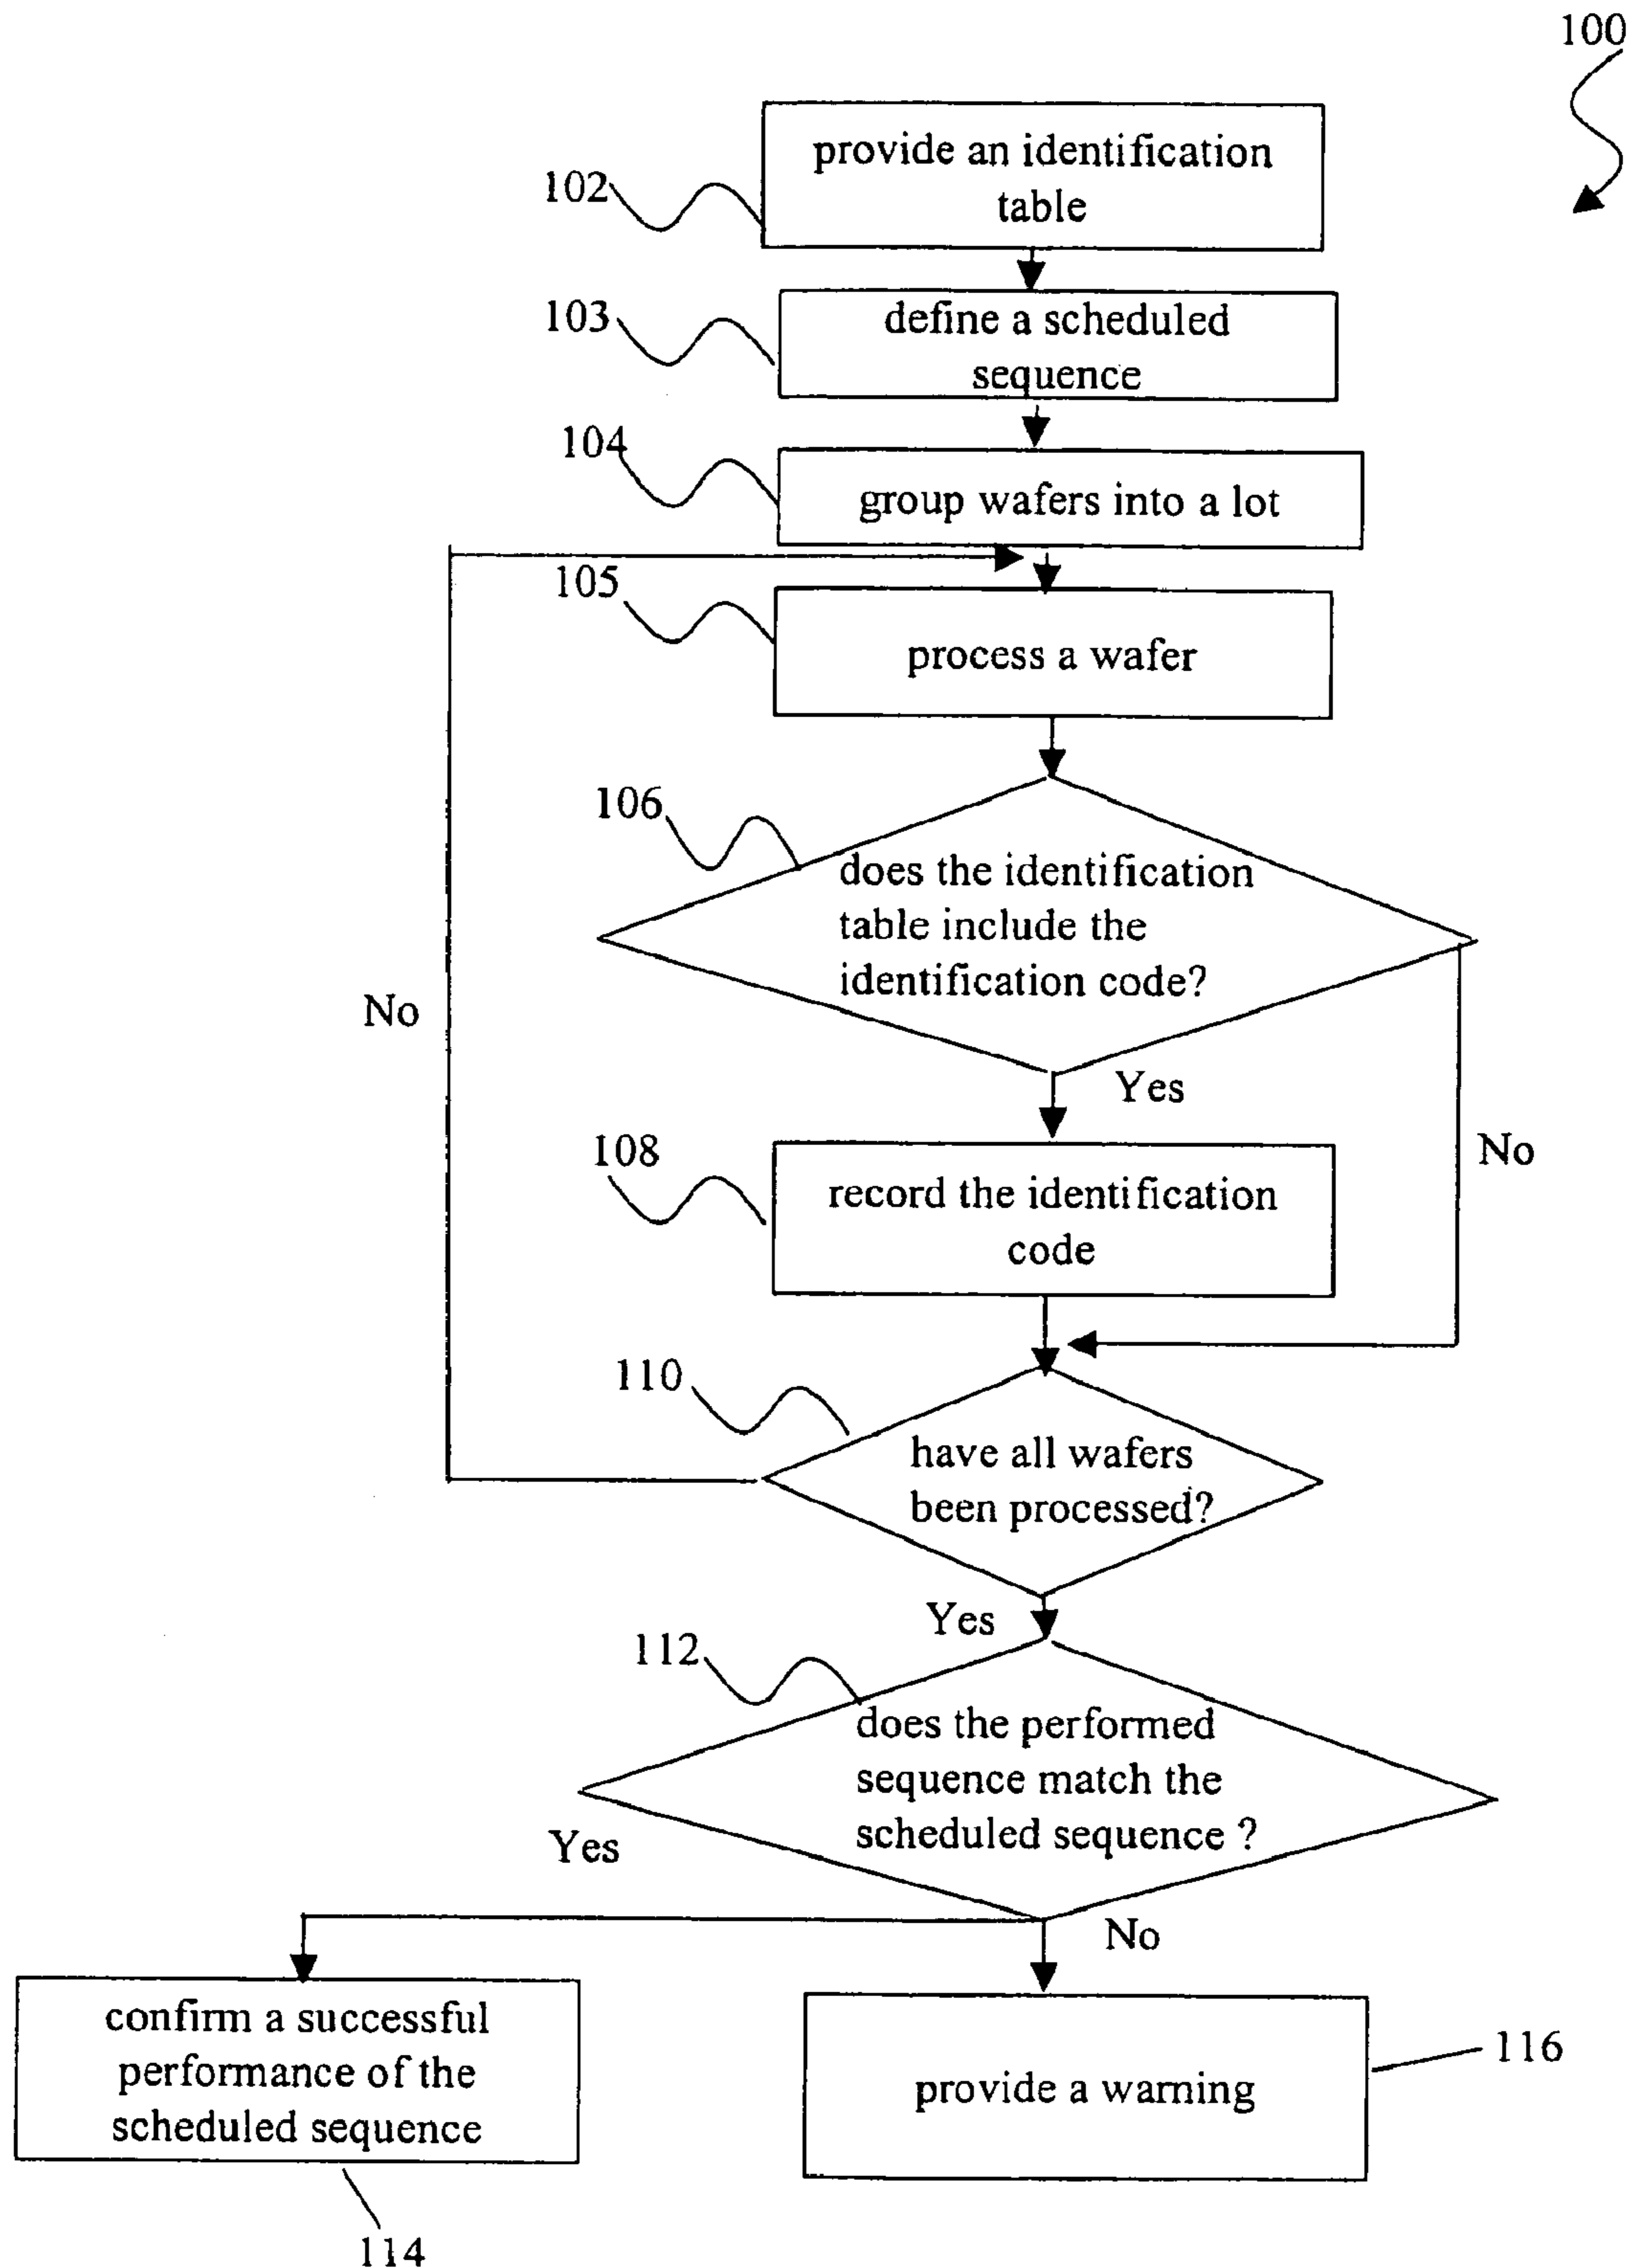 100
provide an identification
table
102
define a scheduled
sequence
103
104
group wafers into a lot
105
process a wafer
106
does the identification
table include the
identification code?
No
Yes
No
108
record the identification
code
110
have all wafers
been processed?
Yes
112
does the performed
sequence match the
scheduled sequence ?
Yes
No
confirm a successful
performance of the
scheduled sequence
provide a warning
116
114